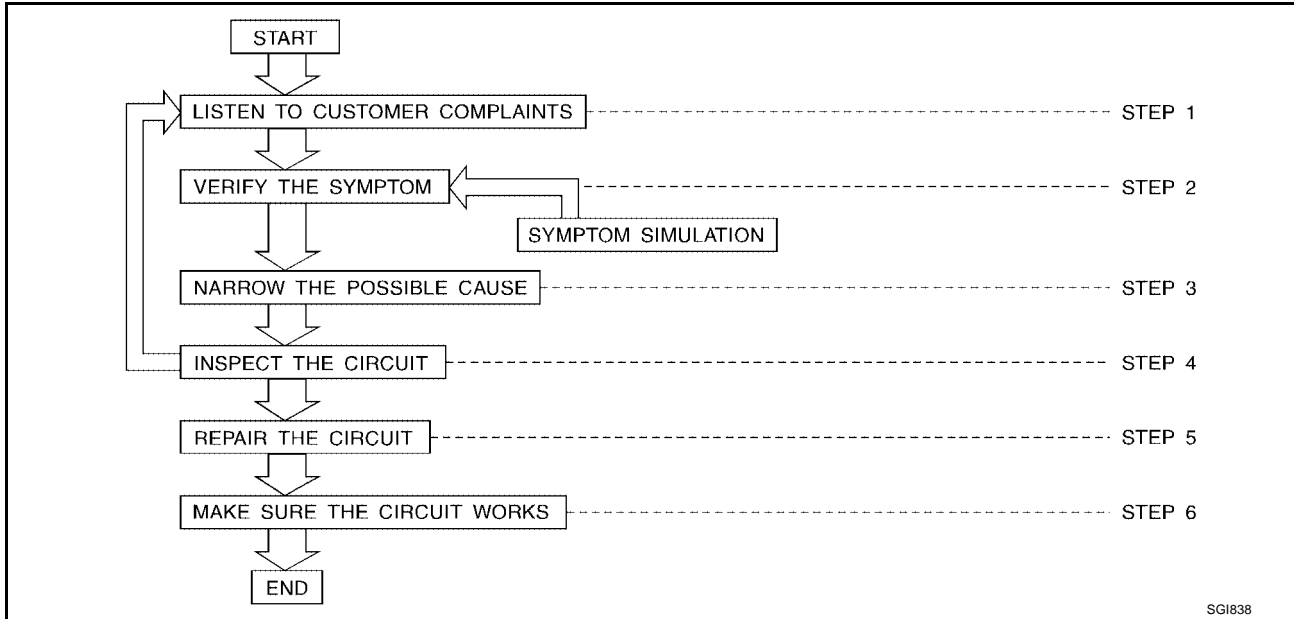 START
LISTEN TO CUSTOMER COMPLAINTS
STEP 1
VERIFY THE SYMPTOM
STEP 2
SYMPTOM SIMULATION
NARROW THE POSSIBLE CAUSE
STEP 3
INSPECT THE CIRCUIT
STEP 4
REPAIR THE CIRCUIT
STEP 5
MAKE SURE THE CIRCUIT WORKS
STEP 6
END
SGI838